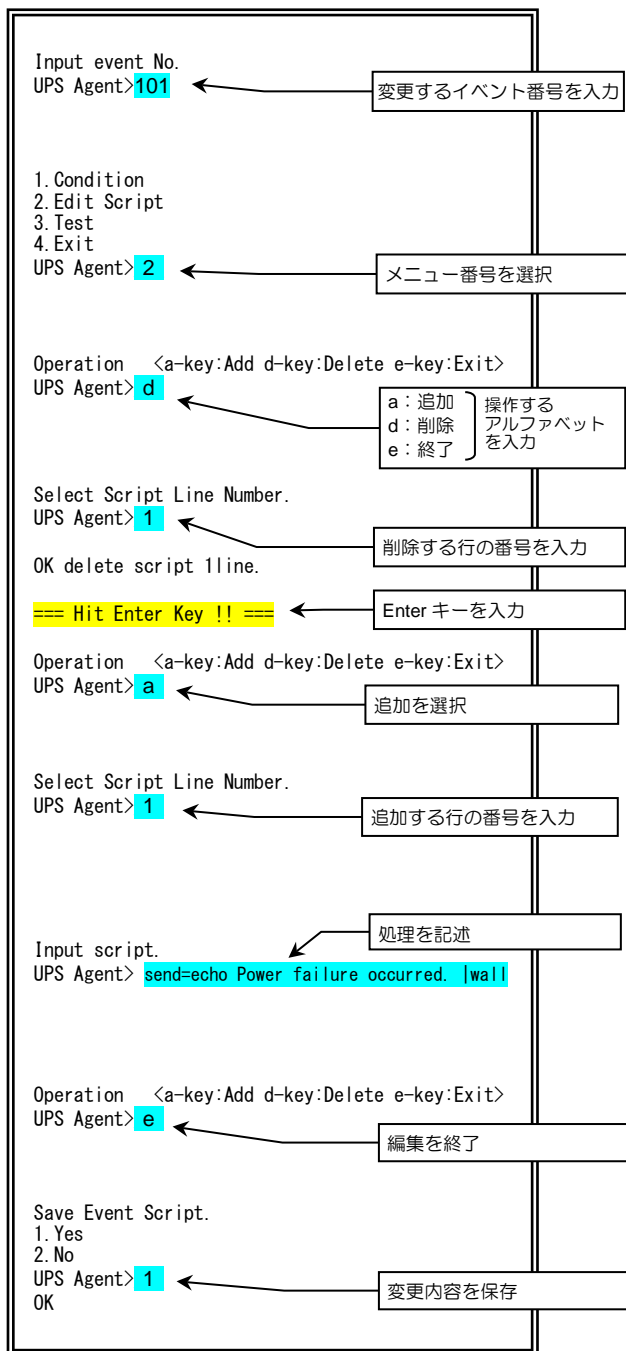 Input event No.
UPS Agent>101
変更するイベント番号を入力
1.Condition
2.Edit Script
3.Test
4.Exit
UPS Agent> 2
メニュー番号を選択
Operation <a-key:Add d-key:Delete e-key:Exit>
UPS Agent> d
a：追加
d：削除
e：終了
操作する
アルファベット
を入力
Select Script Line Number.
UPS Agent> 1
削除する行の番号を入力
OK delete script 1line.
=== Hit Enter Key !! ===
Enter キーを入力
Operation <a-key:Add d-key:Delete e-key:Exit>
UPS Agent> a
追加を選択
Select Script Line Number.
UPS Agent> 1
追加する行の番号を入力
処理を記述
Input script.
UPS Agent> send=echo Power failure occurred. |wall
Operation <a-key:Add d-key:Delete e-key:Exit>
UPS Agent> e
編集を終了
Save Event Script.
1.Yes
2.No
UPS Agent> 1
変更内容を保存
OK